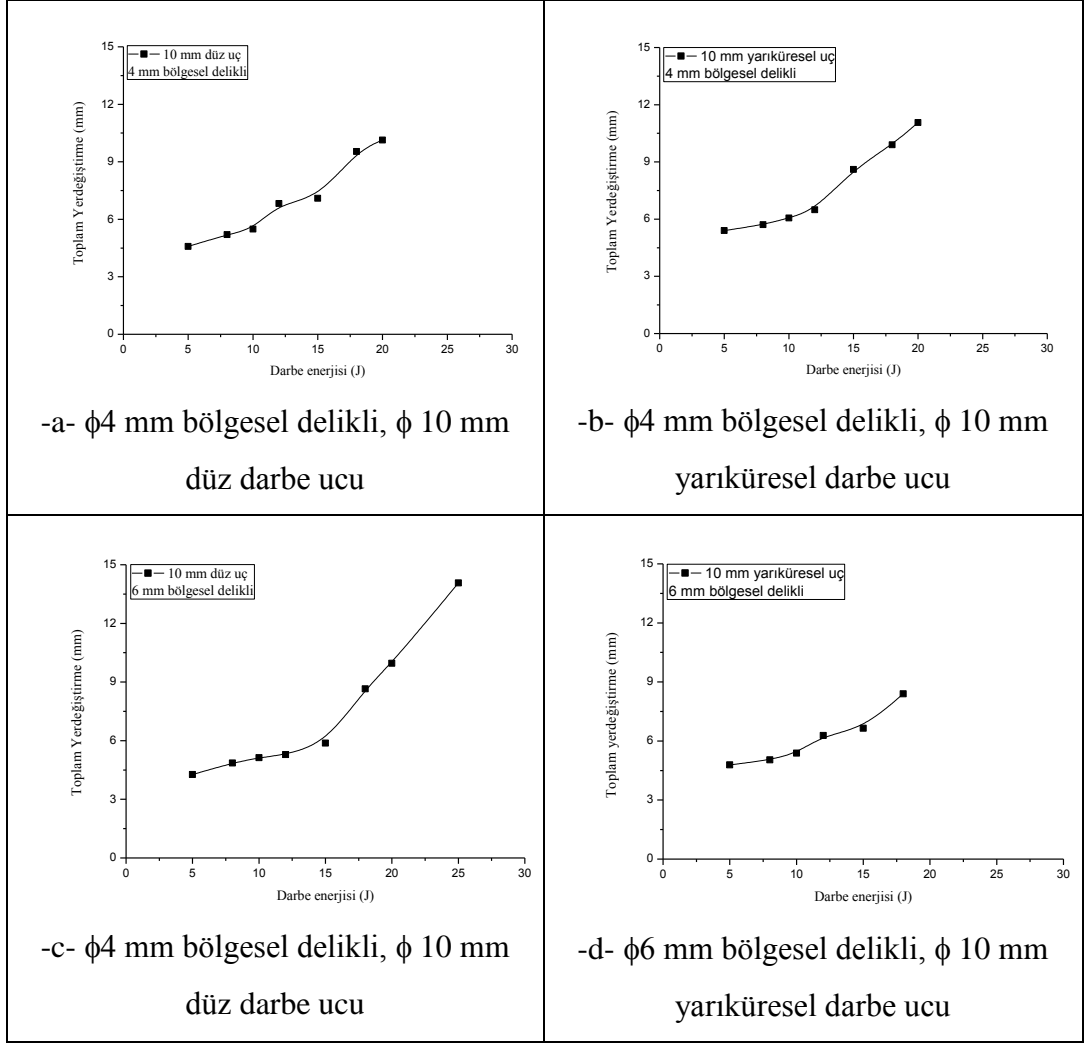 10 mm düz uç
4 mm bölgesel delikli
Toplam Yerdeğiştirme (mm)
15
12
9
6
3
0
0 5 10 15 20 25 30
Darbe enerjisi (J)
-a- ϕ4 mm bölgesel delikli, ϕ 10 mm
düz darbe ucu
10 mm yarıküresel uç
4 mm bölgesel delikli
Toplam Yerdeğiştirme (mm)
15
12
9
6
3
0
0 5 10 15 20 25 30
Darbe enerjisi (J)
-b- ϕ4 mm bölgesel delikli, ϕ 10 mm
yarıküresel darbe ucu
10 mm düz uç
6 mm bölgesel delikli
Toplam Yerdeğiştirme (mm)
15
12
9
6
3
0
0 5 10 15 20 25 30
Darbe enerjisi (J)
-c- ϕ4 mm bölgesel delikli, ϕ 10 mm
düz darbe ucu
10 mm yarıküresel uç
6 mm bölgesel delikli
Toplam yerdeğiştirme (mm)
15
12
9
6
3
0
0 5 10 15 20 25 30
Darbe enerjisi (J)
-d- ϕ6 mm bölgesel delikli, ϕ 10 mm
yarıküresel darbe ucu